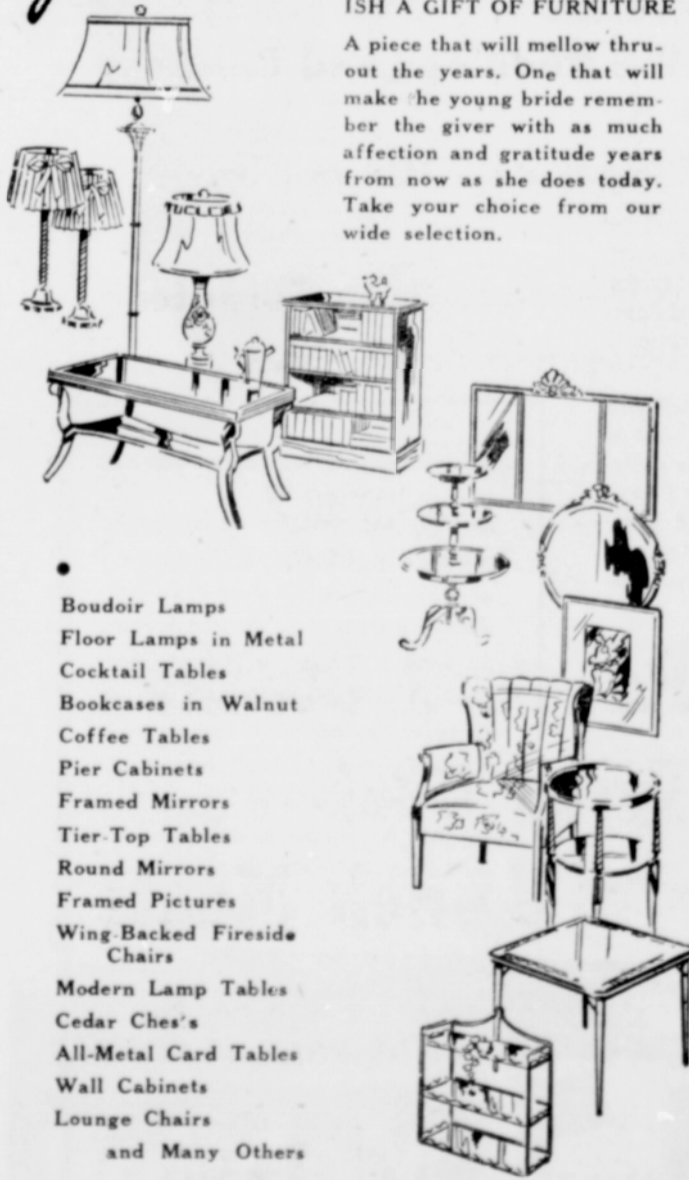 ISH A GIFT OF FURNITURE
A piece that will mellow thru-
out the years. One that will
make the young bride remem-
ber the giver with as much
affection and gratitude years
from now as she does today.
Take your choice from our
wide selection.
Boudoir Lamps
Floor Lamps in Metal
Cocktail Tables
Bookcases in Walnut
Coffee Tables
Pier Cabinets
Framed Mirrors
Tier-Top Tables
Round Mirrors
Framed Pictures
Wing-Backed Fireside
Chairs
Modern Lamp Tables
Cedar Chests
All-Metal Card Tables
Wall Cabinets
Lounge Chairs
and Many Others